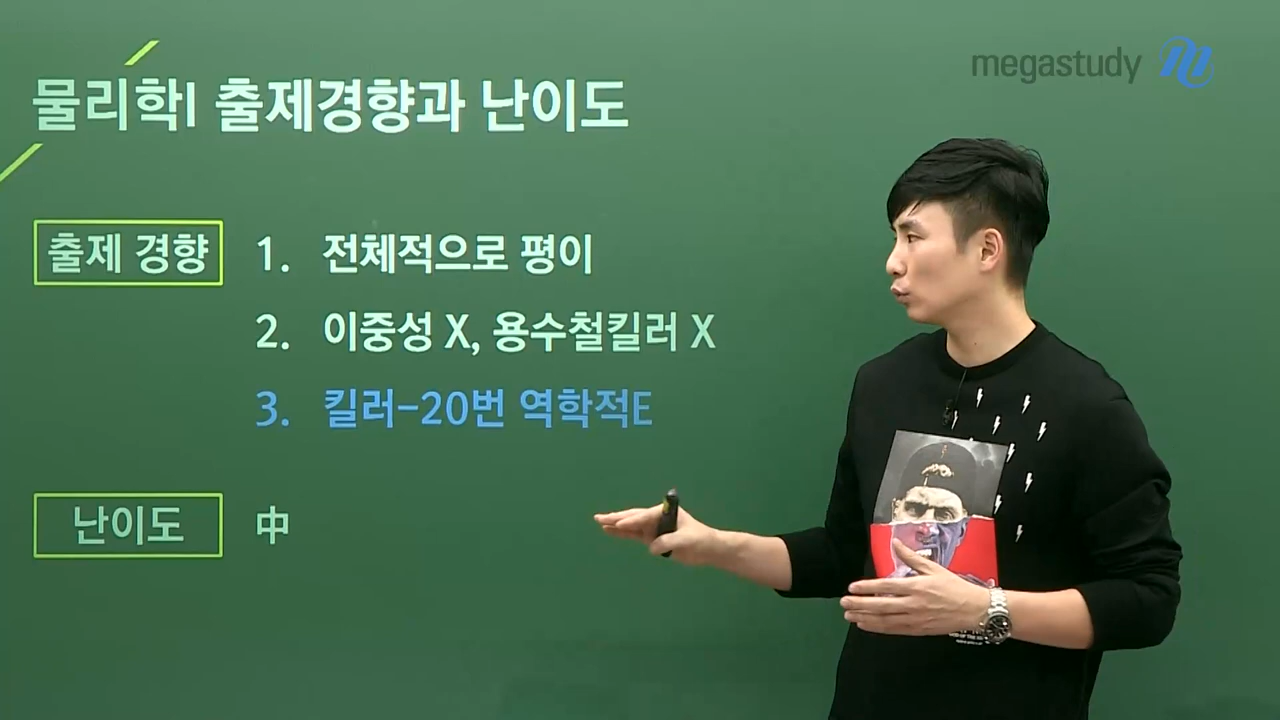 megastudy
물리학I 출제경향과 난이도
출제 경향
1. 전체적으로 평이
2. 이중성 X, 용수철킬러 X
3. 킬러-20번 역학적E
난이도
中